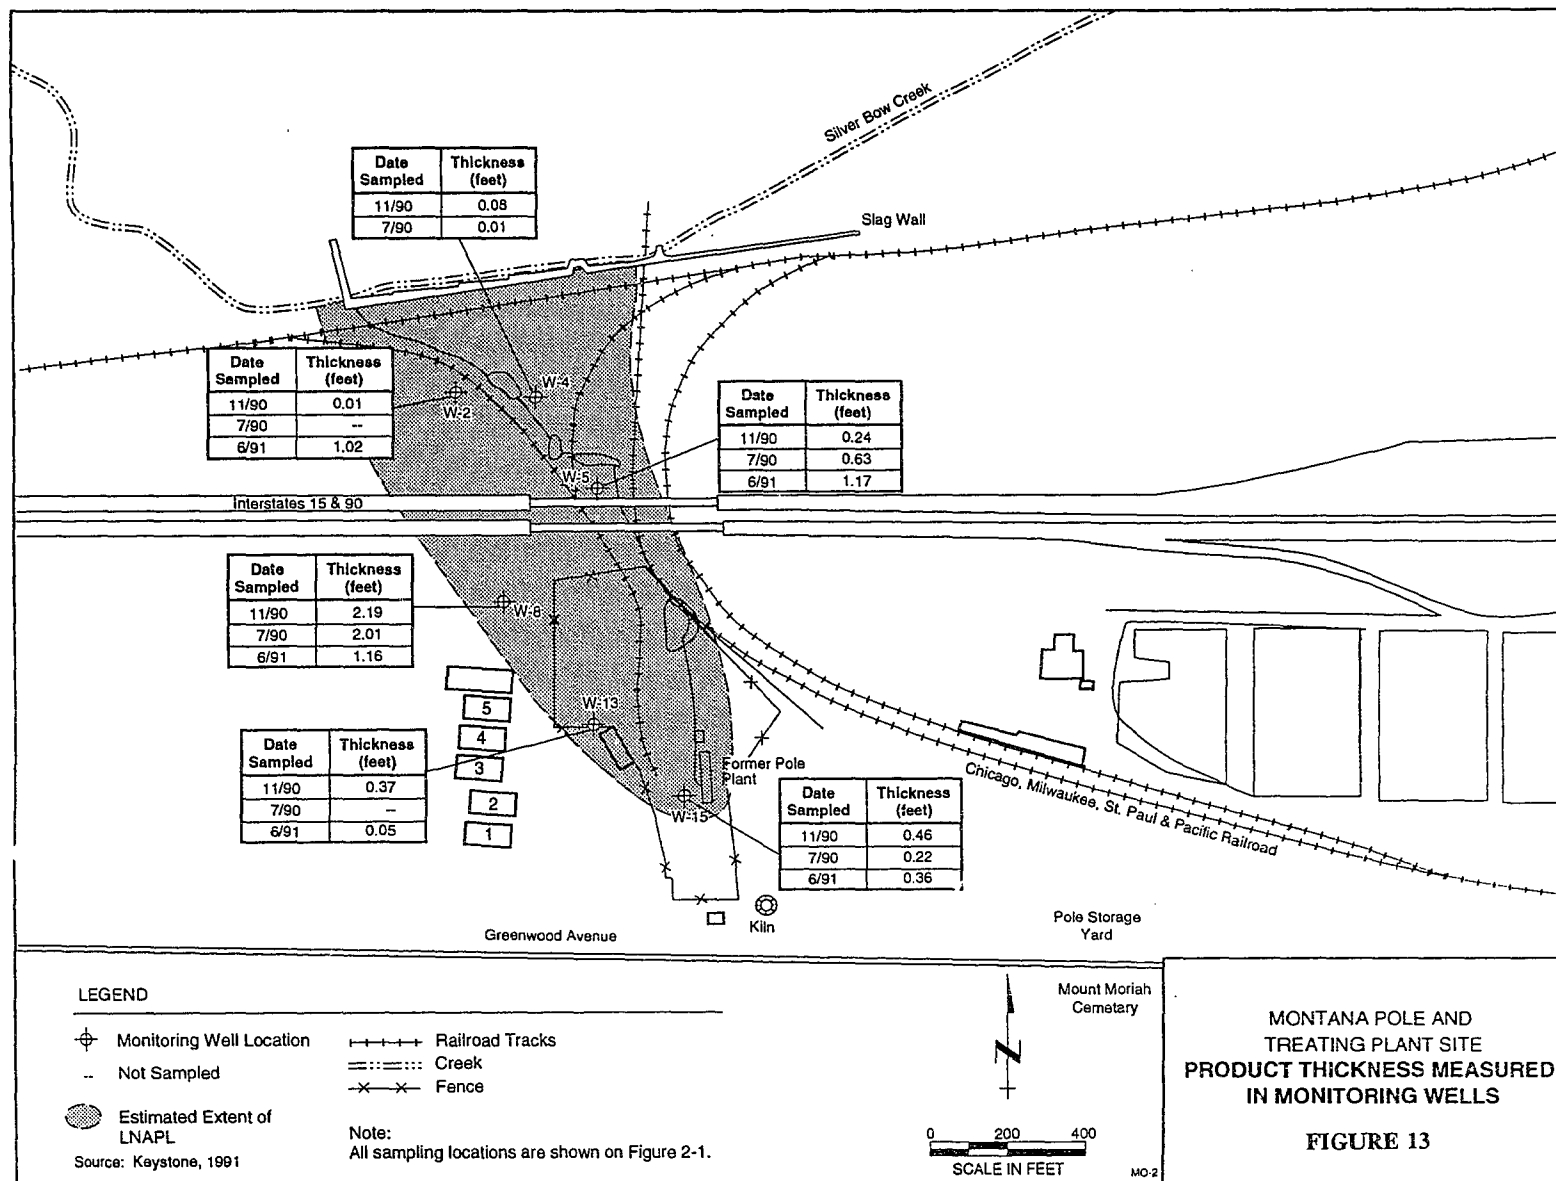 Silver Bow Creek
Date Sampled Thickness (feet)
11/90 0.08
7/90 0.01
Slag Wall
Date Sampled Thickness (feet)
11/90 0.01
7/90 --
6/91 1.02
W-4
W-2
Date Sampled Thickness (feet)
11/90 0.24
7/90 0.63
6/91 1.17
W-5
Interstates 15 & 90
Date Sampled Thickness (feet)
11/90 2.19
7/90 2.01
6/91 1.16
W-8
5
4
3
2
1
W-13
Date Sampled Thickness (feet)
11/90 0.37
7/90 --
6/91 0.05
Former Pole
Plant
W-15
Date Sampled Thickness (feet)
11/90 0.46
7/90 0.22
6/91 0.36
Chicago, Milwaukee, St. Paul & Pacific Railroad
Kiln
Pole Storage
Yard
Greenwood Avenue
LEGEND
Monitoring Well Location
-- Not Sampled
Estimated Extent of
LNAPL
Source: Keystone, 1991
Railroad Tracks
Creek
Fence
Note:
All sampling locations are shown on Figure 2-1.
N
0 200 400
SCALE IN FEET
Mount Moriah
Cemetary
MO-2
MONTANA POLE AND
TREATING PLANT SITE
PRODUCT THICKNESS MEASURED
IN MONITORING WELLS
FIGURE 13